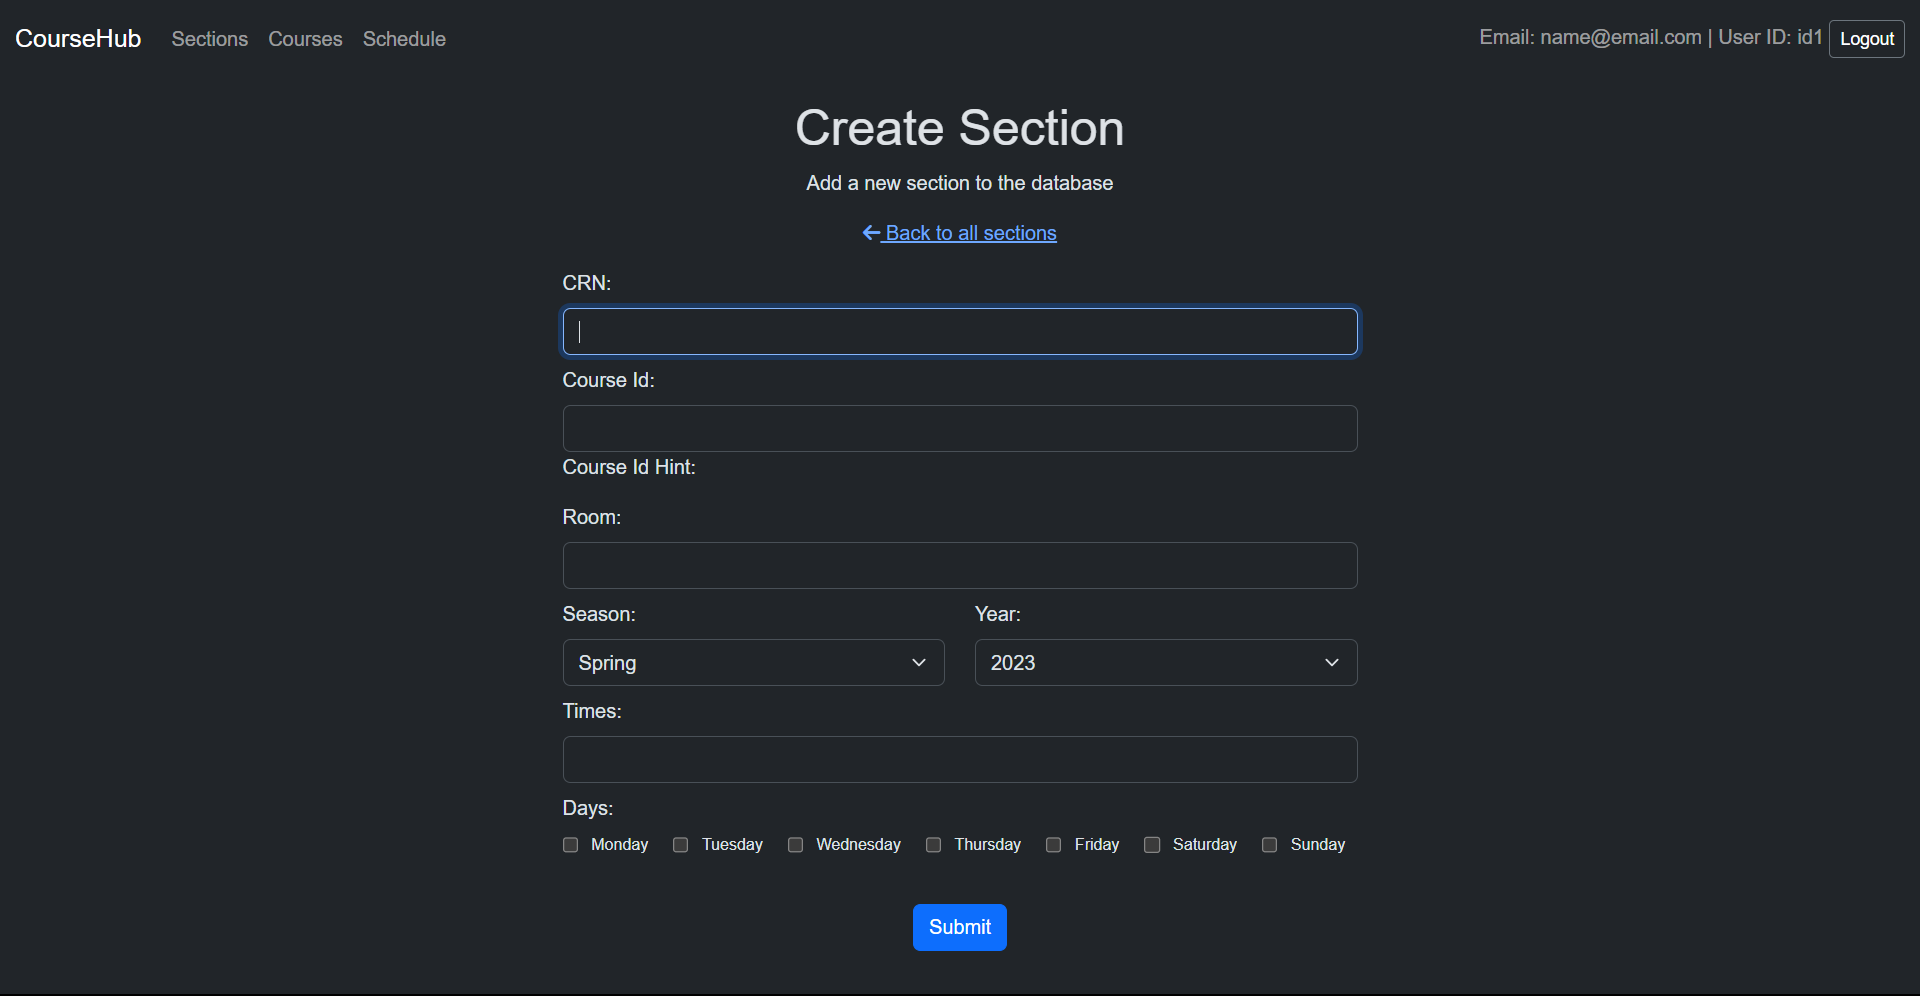 CourseHub Sections Courses Schedule Email: name@email.com | User ID: id1 Logout
Create Section
Add a new section to the database
Back to all sections
CRN:
Course Id:
Course Id Hint:
Room:
Season: Year:
Spring 2023
Times:
Days:
Monday Tuesday Wednesday Thursday Friday Saturday Sunday
Submit